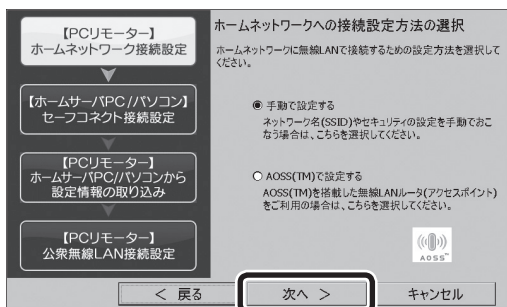 【PCリモーター】
ホームネットワーク接続設定
【ホームサーバPC/パソコン】
セーフコネクト接続設定
【PCリモーター】
ホームサーバPC/パソコンから
設定情報の取り込み
【PCリモーター】
公衆無線LAN接続設定
ホームネットワークへの接続設定方法の選択
ホームネットワークに無線LANで接続するための設定方法を選択して
ください。
手動で設定する
ネットワーク名(SSID)やセキュリティの設定を手動でおこ
なう場合は、こちらを選択してください。
AOSS(TM)で設定する
AOSS(TM)を搭載した無線LANルータ(アクセスポイント)
をご利用の場合は、こちらを選択してください。
AOSS™
< 戻る
次へ >
キャンセル